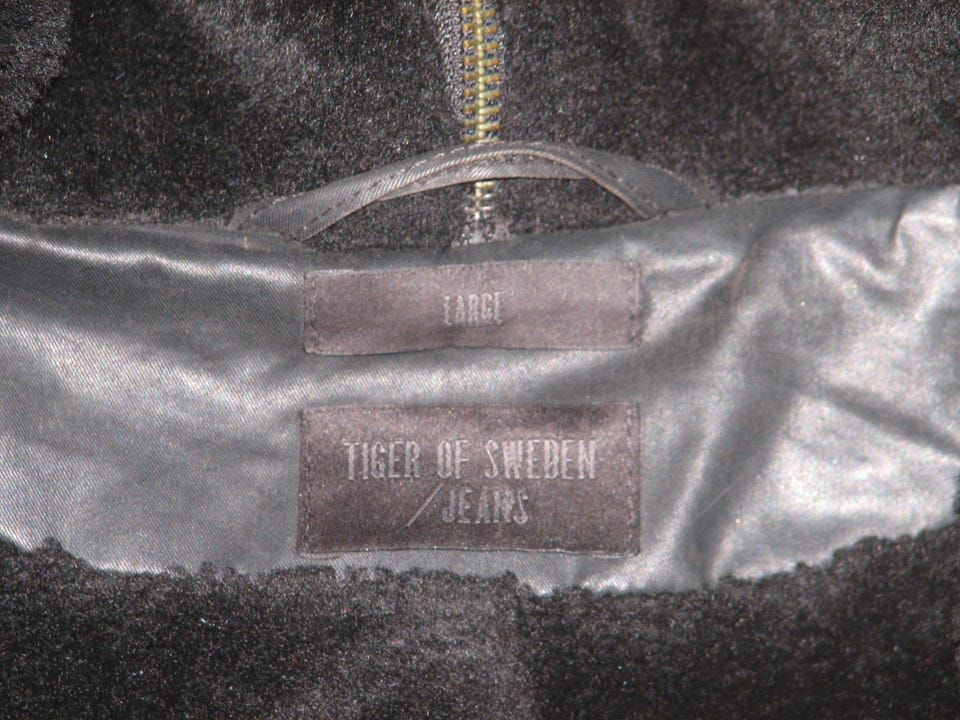 LARGE
TIGER OF SWEDEN
/JEANS